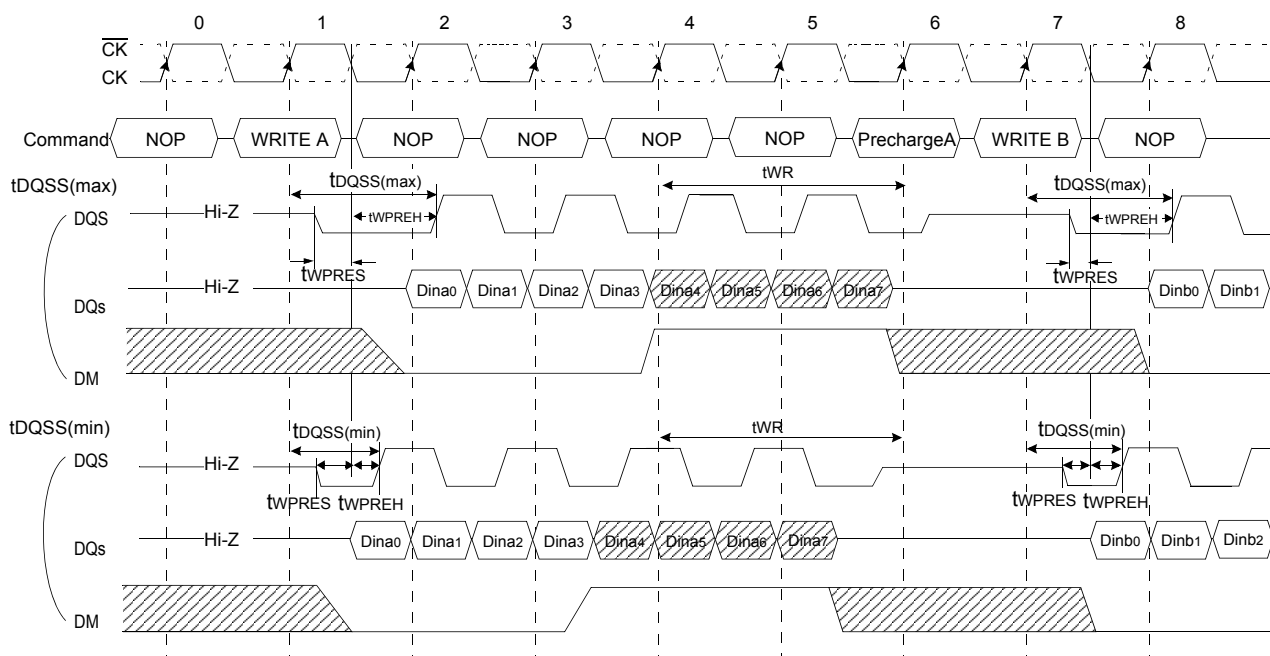 0 1 2 3 4 5 6 7 8
CK
CK
Command NOP WRITE A NOP NOP NOP NOP PrechargeA WRITE B NOP
tDQSS(max)
tDQSS(max) tWR tDQSS(max)
DQS Hi-Z tWPREH tWPREH
tWPRES tWPRES
DQs Hi-Z Dina0 Dina1 Dina2 Dina3 Dina4 Dina5 Dina6 Dina7 Dinb0 Dinb1
DM
tDQSS(min)
tDQSS(min) tWR tDQSS(min)
DQS Hi-Z
tWPRES tWPREH tWPRES tWPREH
DQs Hi-Z Dina0 Dina1 Dina2 Dina3 Dina4 Dina5 Dina6 Dina7 Dinb0 Dinb1 Dinb2
DM